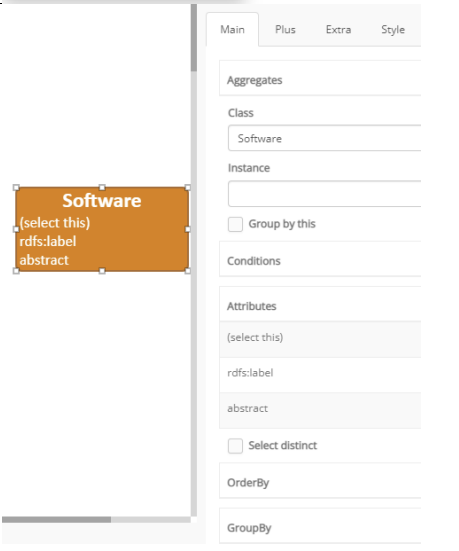 Software
(select this)
rdfs:label
abstract
Main Plus Extra Style
Aggregates
Class
Software
Instance
Group by this
Conditions
Attributes
(select this)
rdfs:label
abstract
Select distinct
OrderBy
GroupBy